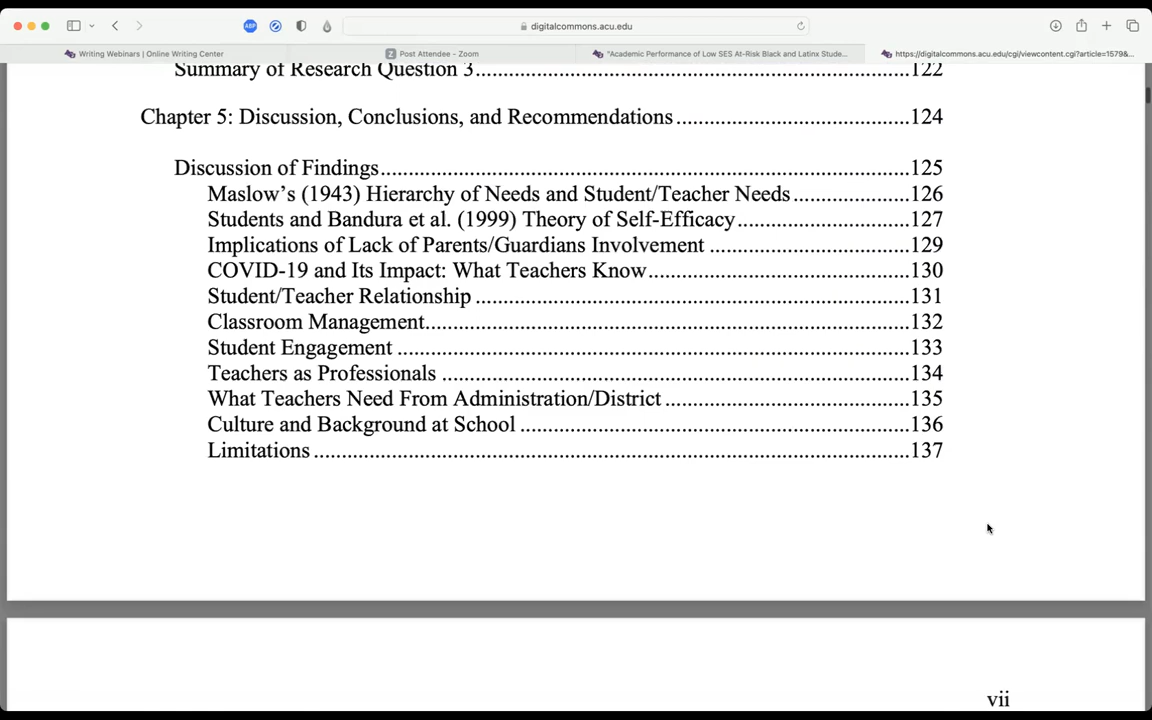 digitalcommons.acu.edu
Writing Webinars | Online Writing Center
Post Attendee - Zoom
"Academic Performance of Low SES At-Risk Black and Latinx Stude...
https://digitalcommons.acu.edu/cgi/viewcontent.cgi?article=1579&...
Summary of Research Question 3....................122
Chapter 5: Discussion, Conclusions, and Recommendations....................124
Discussion of Findings....................125
Maslow’s (1943) Hierarchy of Needs and Student/Teacher Needs....................126
Students and Bandura et al. (1999) Theory of Self-Efficacy....................127
Implications of Lack of Parents/Guardians Involvement ....................129
COVID-19 and Its Impact: What Teachers Know....................130
Student/Teacher Relationship ....................131
Classroom Management....................132
Student Engagement ....................133
Teachers as Professionals ....................134
What Teachers Need From Administration/District ....................135
Culture and Background at School ....................136
Limitations ....................137
vii